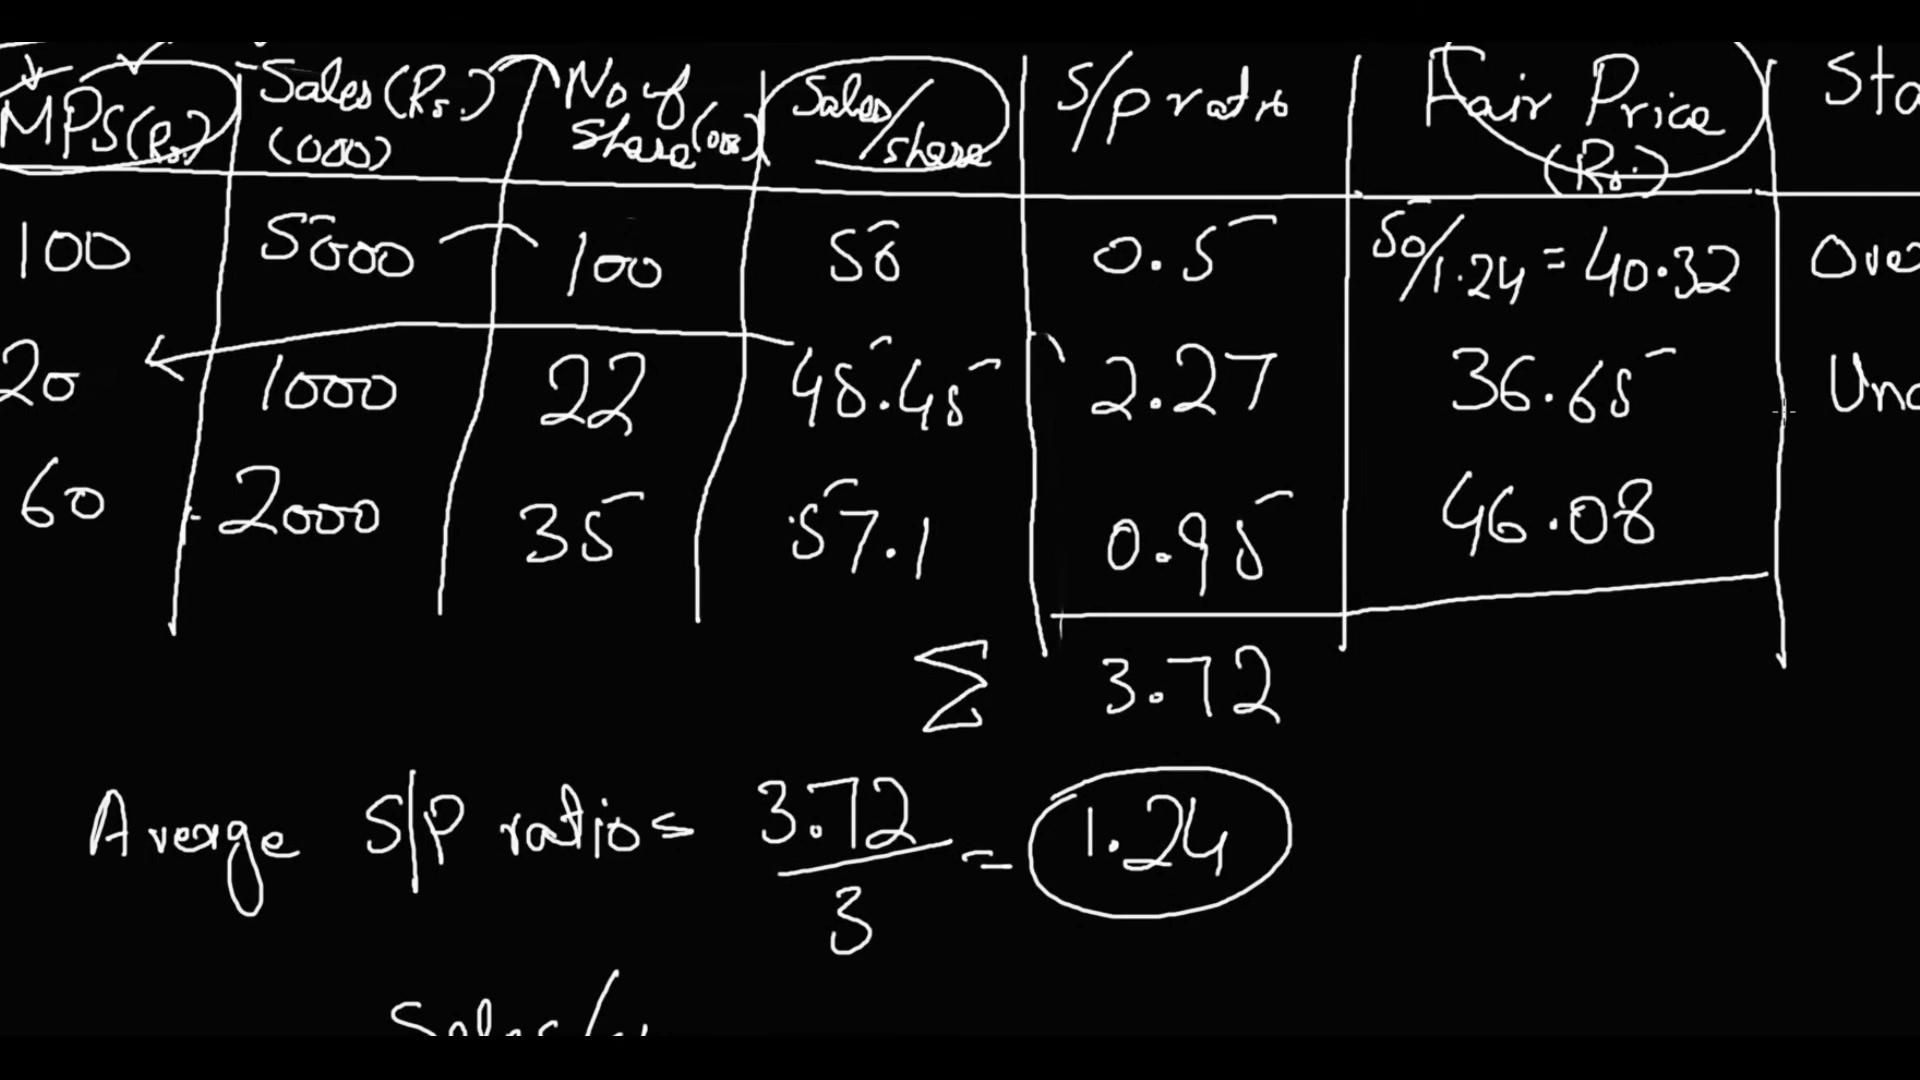 MPS(Rs.) Sales(Rs.) (000) No of Share(000) Sales/share S/P ratio Fair Price (Rs.)
100 5000 100 50 0.5 50/1.24 = 40.32
20 1000 22 45.45 2.27 36.65
60 2000 35 57.1 0.95 46.08
Σ 3.72
Average S/P ratios 3.72/3 = 1.24
Sales/